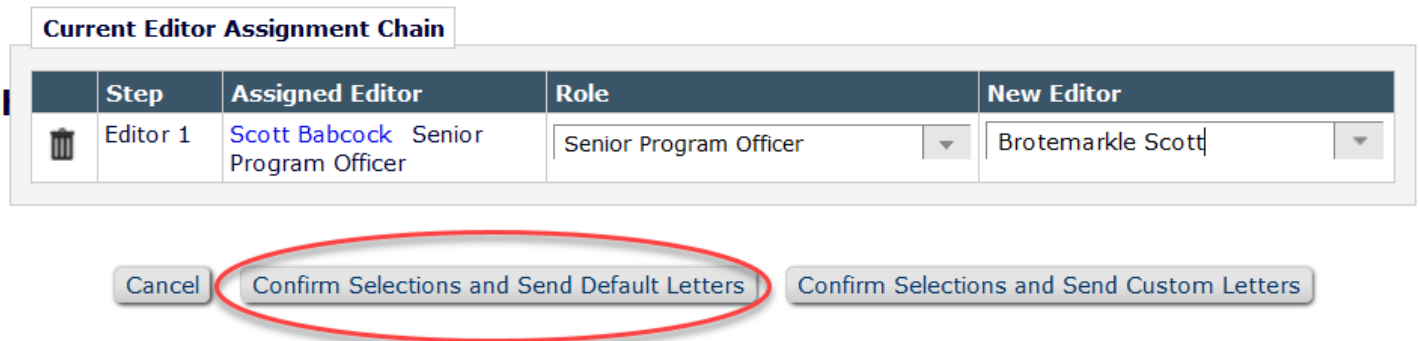 Current Editor Assignment Chain
Step Assigned Editor Role New Editor
Editor 1 Scott Babcock Senior Senior Program Officer Brotemarkle Scott
Program Officer
Cancel Confirm Selections and Send Default Letters Confirm Selections and Send Custom Letters